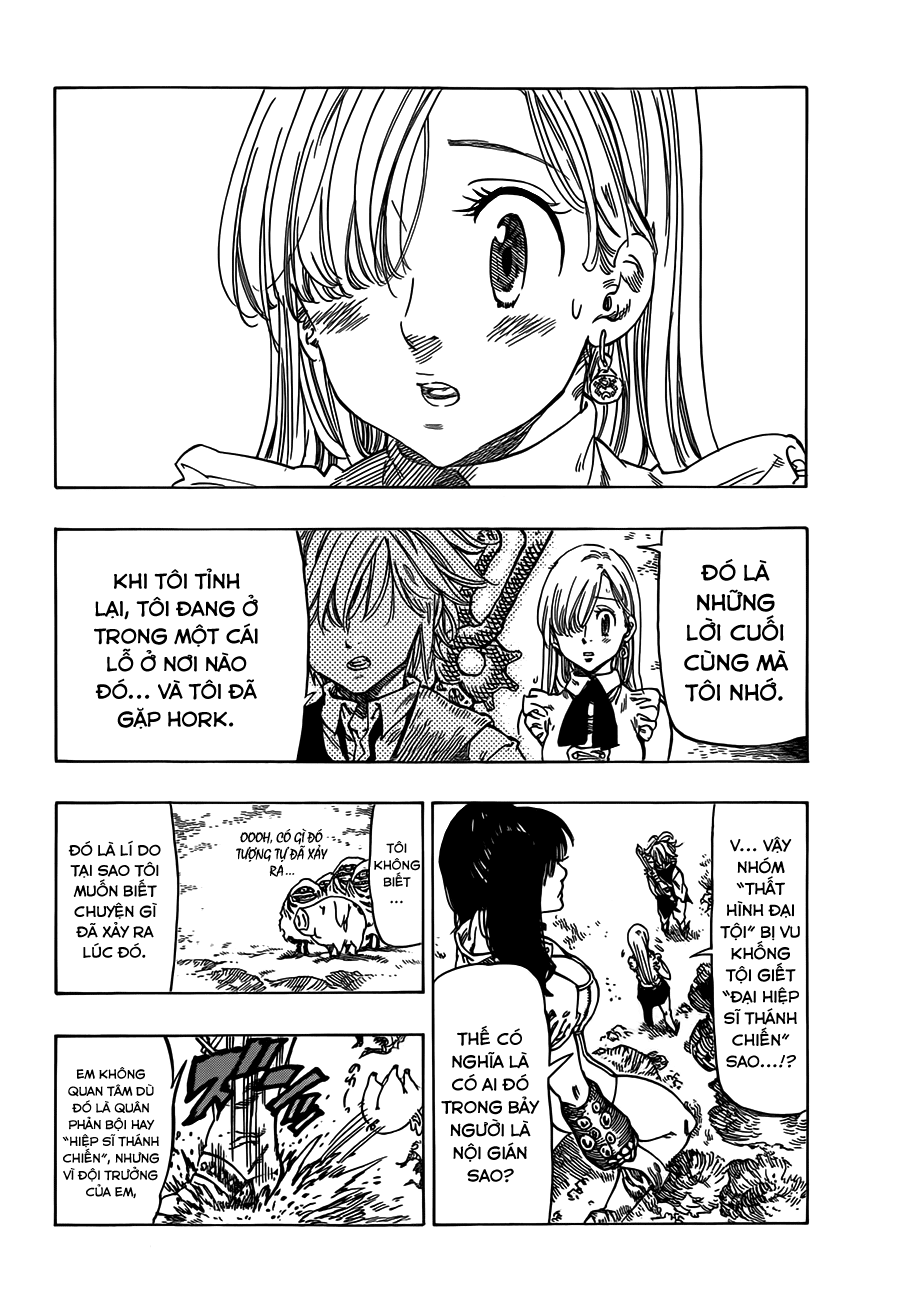 ĐÓ LÀ
NHỮNG
LỜI CUỐI
CÙNG MÀ
TÔI NHỚ.
KHI TÔI TỈNH
LẠI, TÔI ĐANG Ở
TRONG MỘT CÁI
LỖ Ở NƠI NÀO
ĐÓ... VÀ TÔI ĐÃ
GẶP HORK.
V... VẬY
NHÓM
"THẤT
HÌNH ĐẠI
TỘI" BỊ VU
KHỐNG
TỘI GIẾT
"ĐẠI HIỆP
SĨ THÁNH
CHIẾN"
SAO...!?
THẾ CÓ
NGHĨA LÀ
CÓ AI ĐÓ
TRONG BẢY
NGƯỜI LÀ
NỘI GIÁN
SAO?
TÔI
KHÔNG
BIẾT
...
OOOH, CÓ GÌ ĐÓ
TƯƠNG TỰ ĐÃ XẢY
RA...
ĐÓ LÀ LÍ DO
TẠI SAO TÔI
MUỐN BIẾT
CHUYỆN GÌ
ĐÃ XẢY RA
LÚC ĐÓ.
EM KHÔNG
QUAN TÂM DÙ
ĐÓ LÀ QUÂN
PHẢN BỘI HAY
"HIỆP SĨ THÁNH
CHIẾN", NHƯNG
VÌ ĐỘI TRƯỞNG
CỦA EM,
ズズ